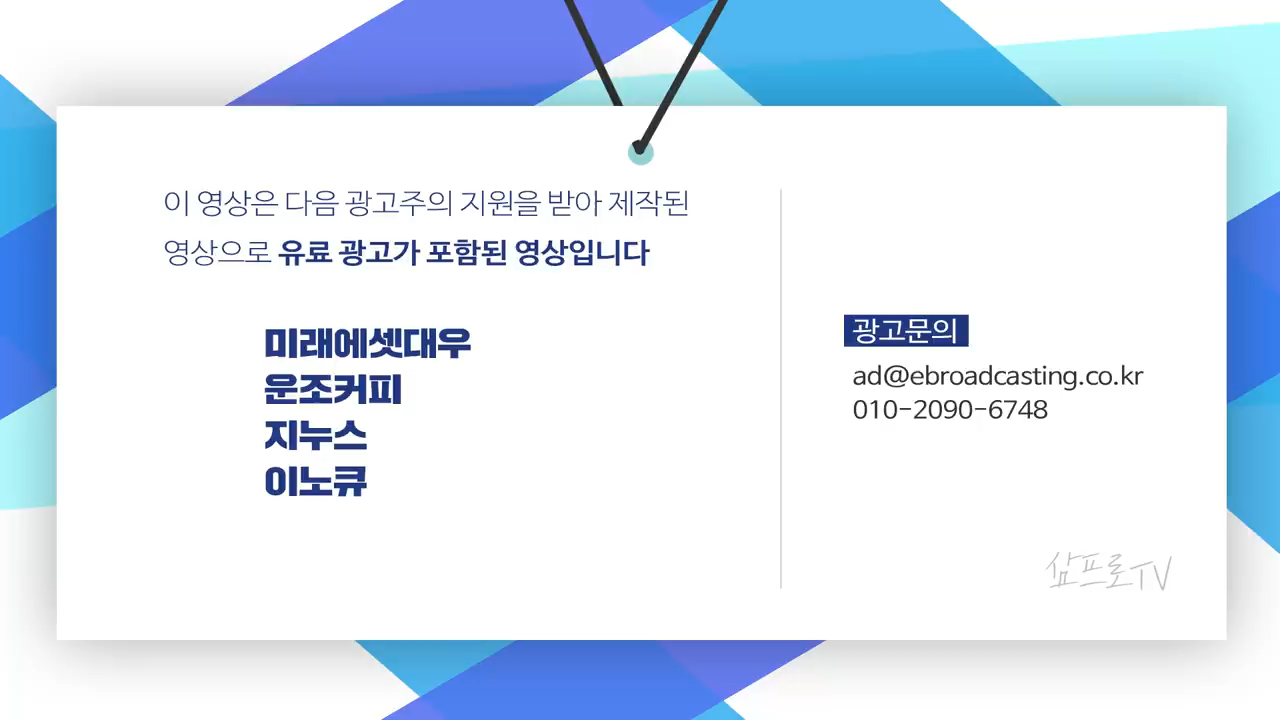 이 영상은 다음 광고주의 지원을 받아 제작된
영상으로 유료 광고가 포함된 영상입니다
미래에셋대우
운조커피
지누스
이노큐
광고문의
ad@ebroadcasting.co.kr
010-2090-6748
삼프로TV